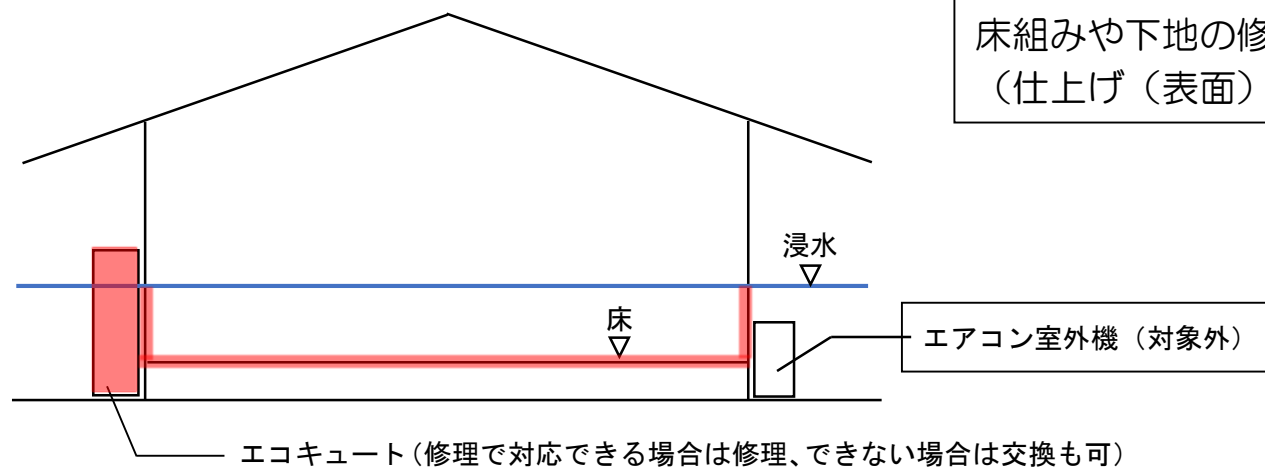 床組みや下地の修
（仕上げ（表面）
浸水
床
エアコン室外機（対象外）
エコキュート（修理で対応できる場合は修理、できない場合は交換も可）